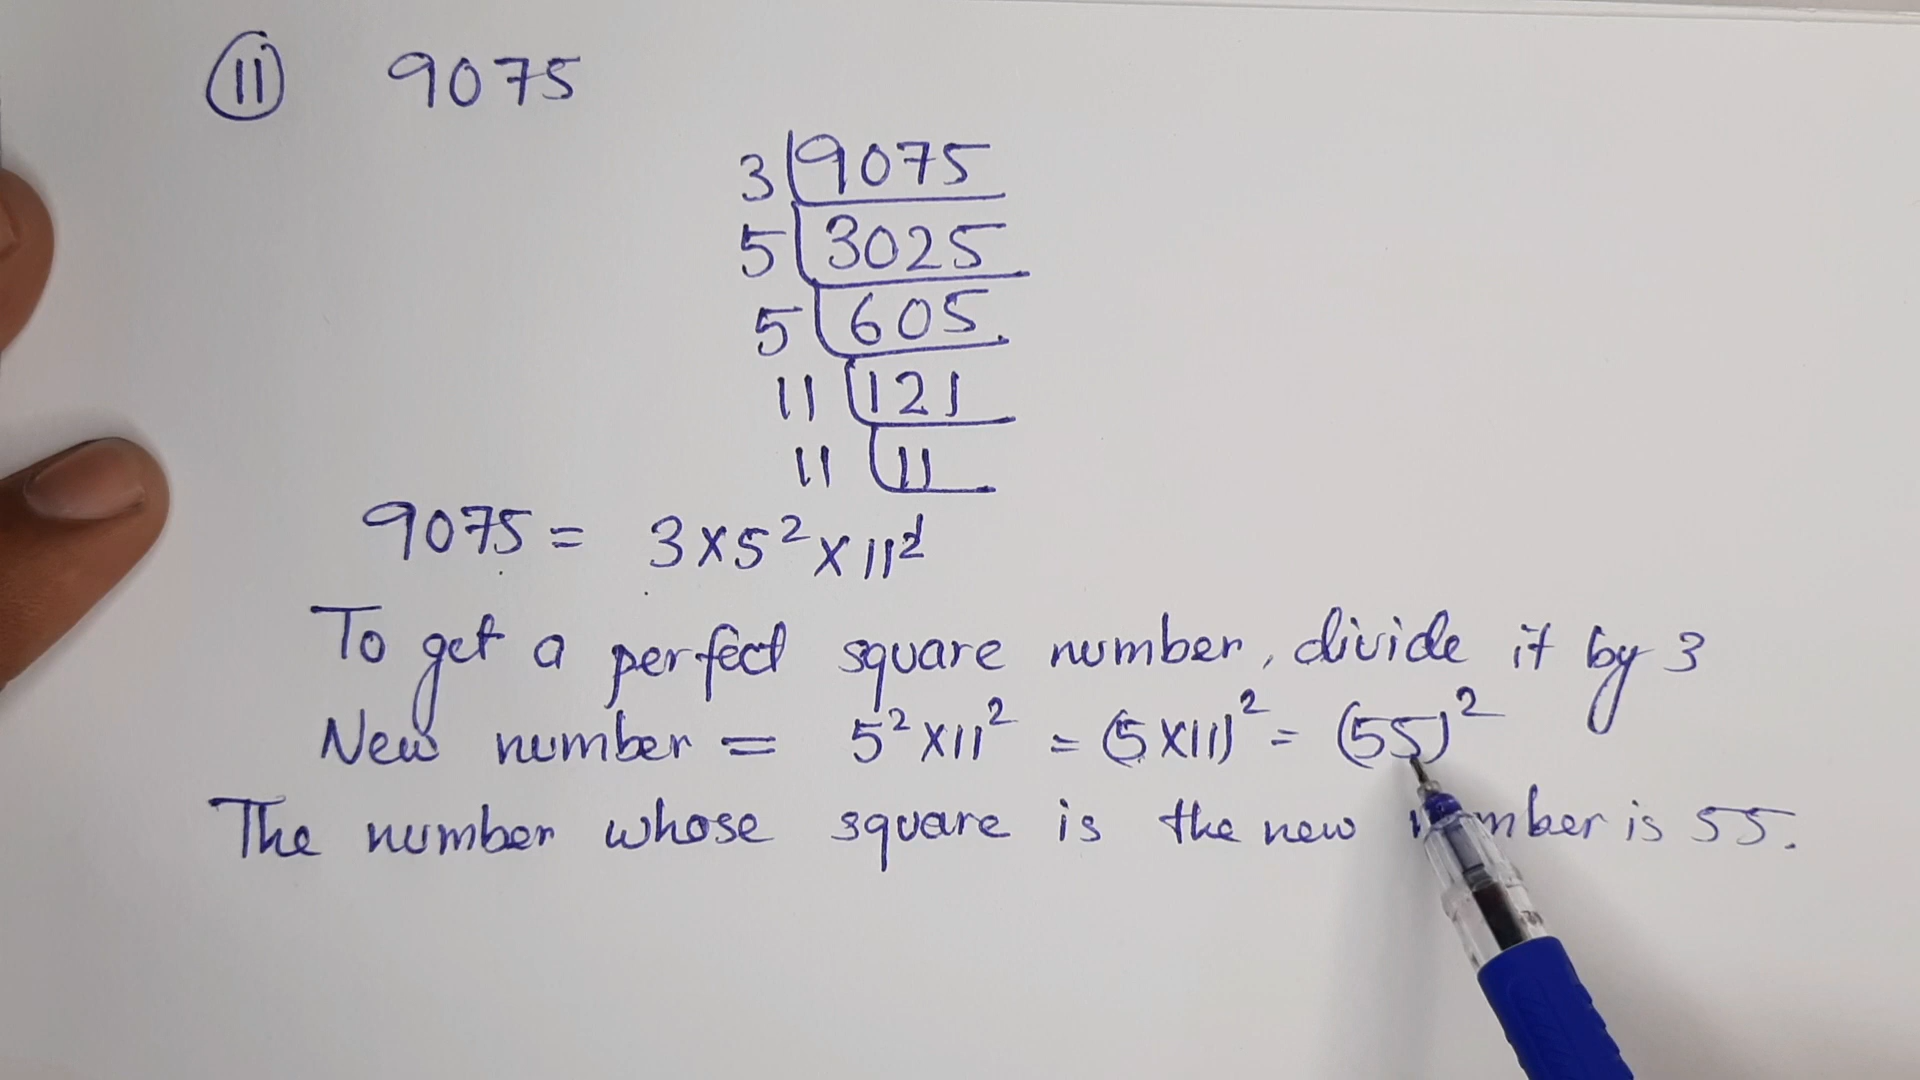 11 9075
3 9075
5 3025
5 605.
11 121
11 11
9075 = 3×5²×11²
To get a perfect square number, divide it by 3
New number = 5²×11² = (5×11)² = (55)²
The number whose square is the new number is 55.